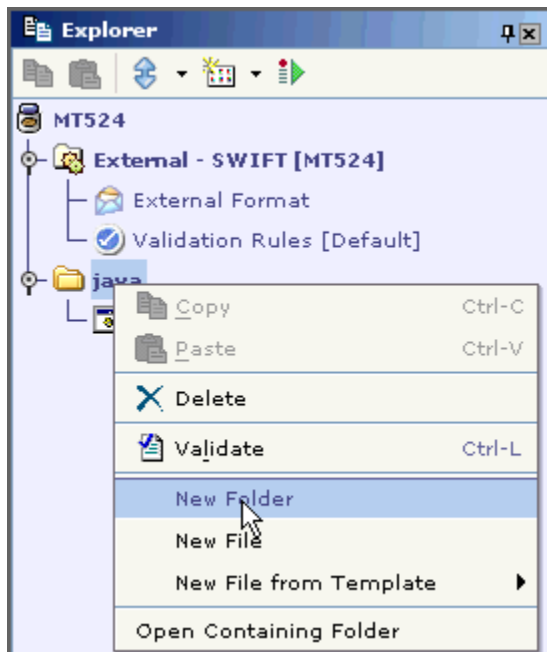 Explorer
MT524
External - SWIFT [MT524]
External Format
Validation Rules [Default]
java
Copy Ctrl-C
Paste Ctrl-V
Delete
Validate Ctrl-L
New Folder
New File
New File from Template
Open Containing Folder